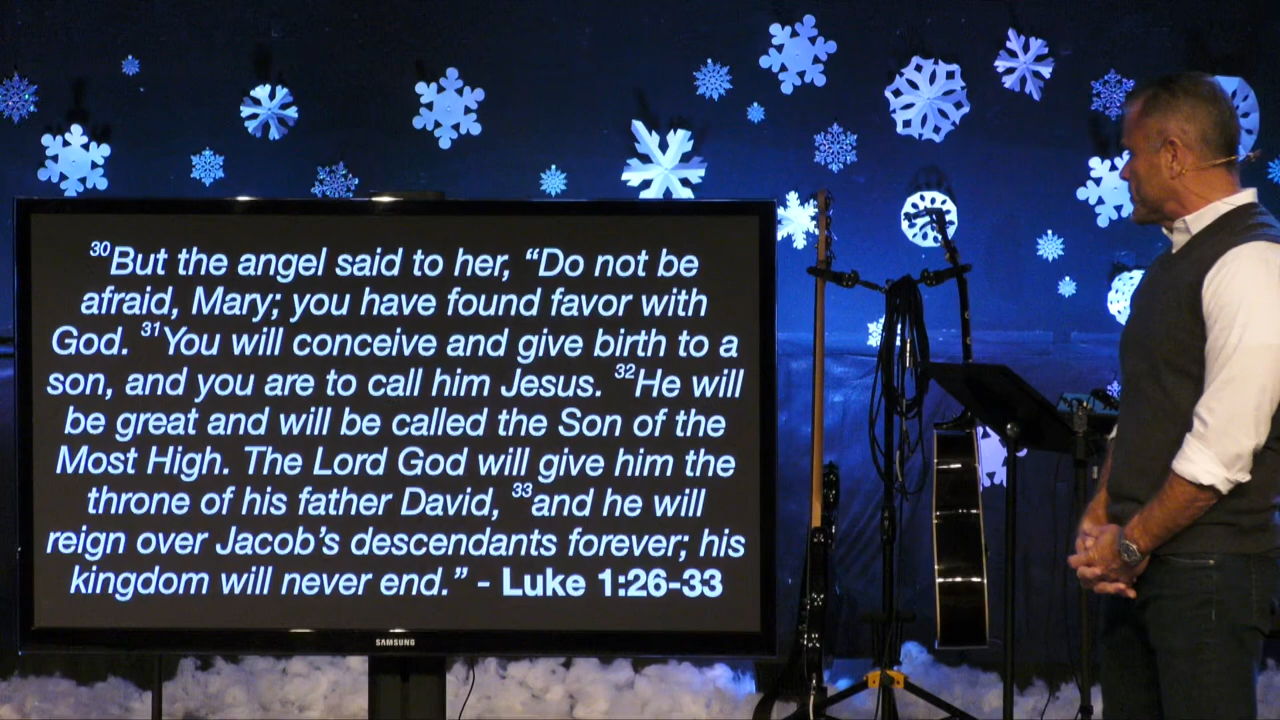 ³⁰But the angel said to her, “Do not be
afraid, Mary; you have found favor with
God. ³¹You will conceive and give birth to a
son, and you are to call him Jesus. ³²He will
be great and will be called the Son of the
Most High. The Lord God will give him the
throne of his father David, ³³and he will
reign over Jacob’s descendants forever; his
kingdom will never end.” - Luke 1:26-33
SAMSUNG